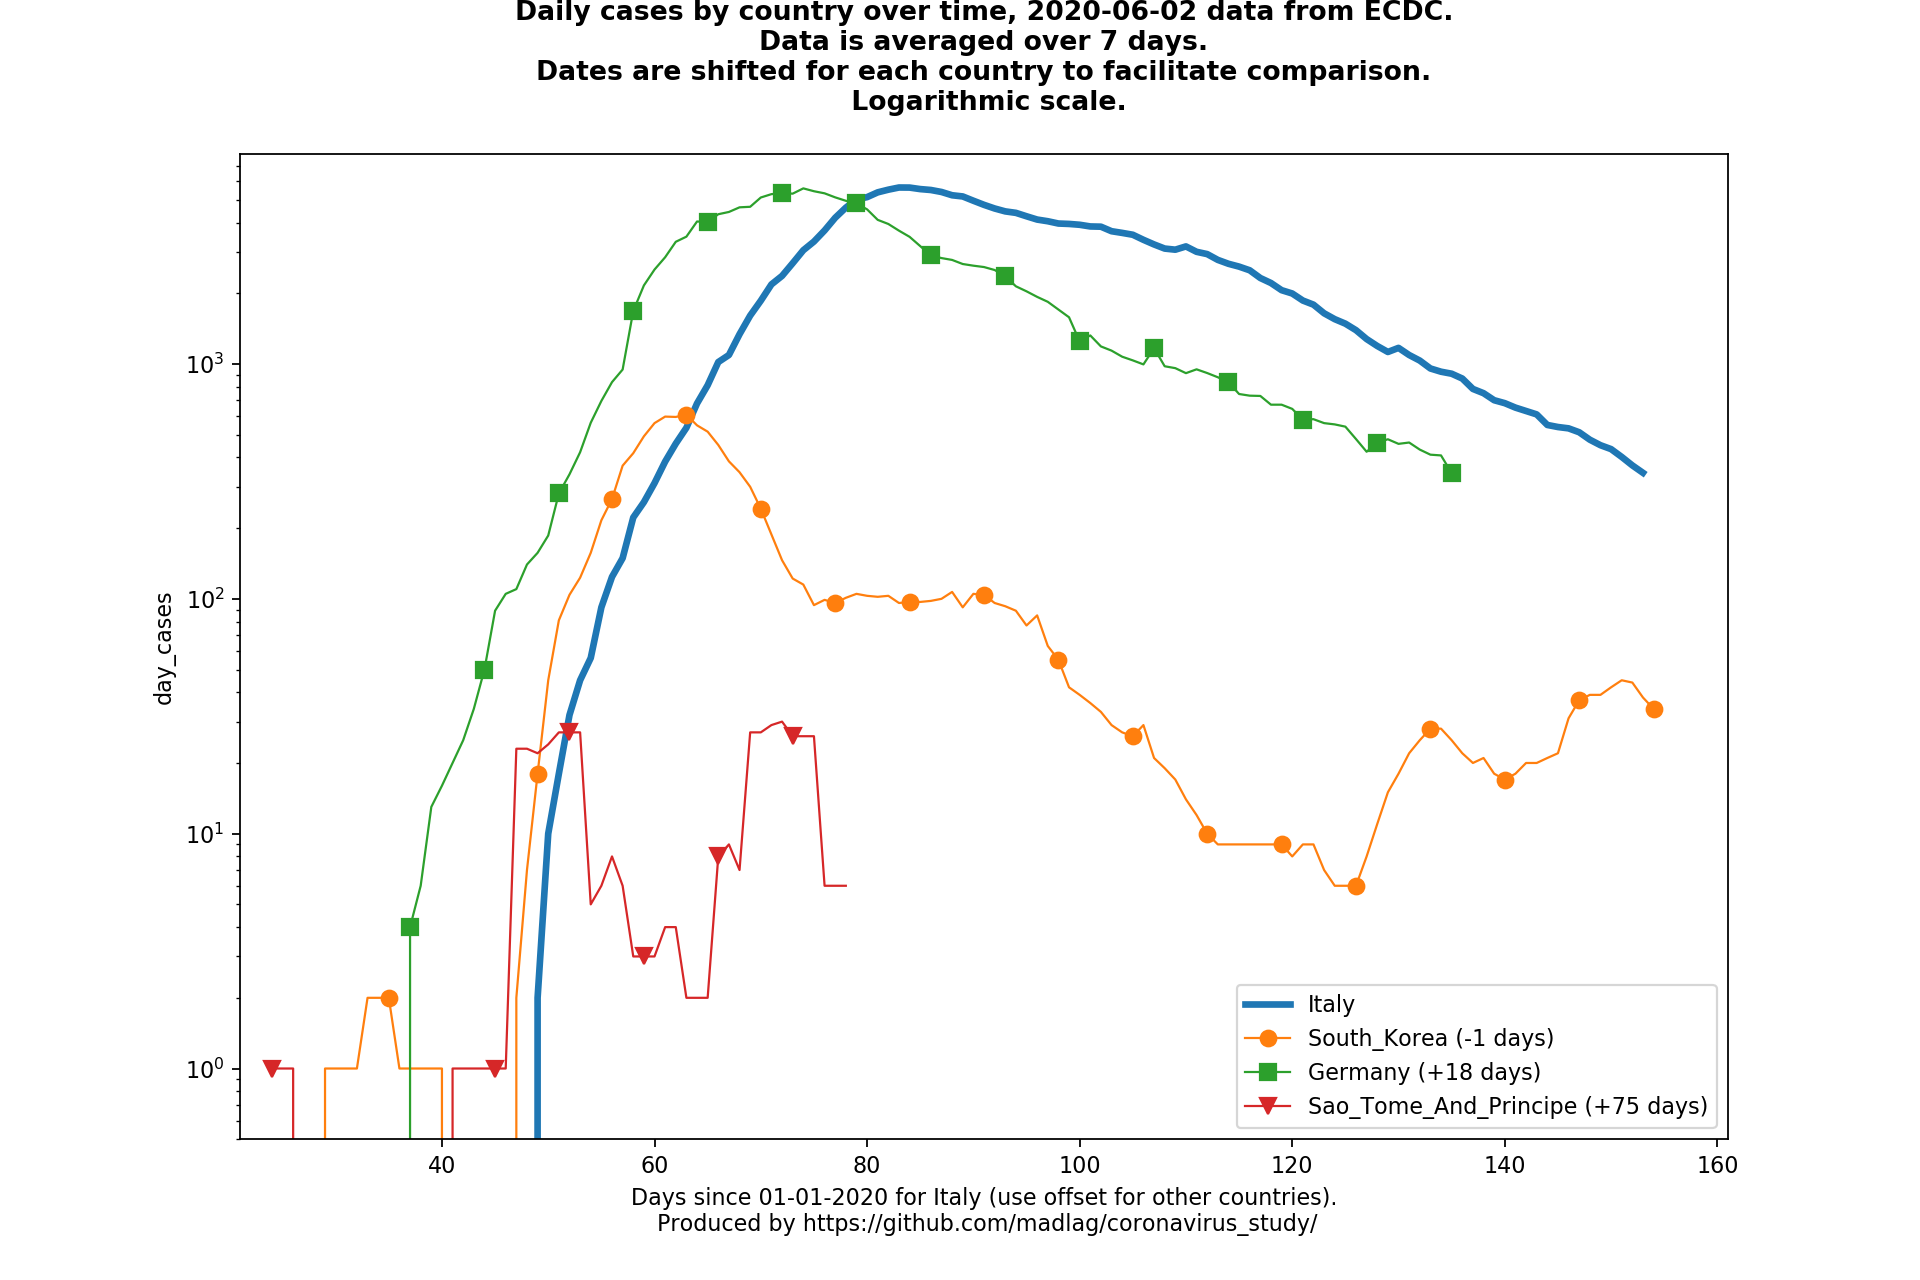 Daily cases by country over time, 2020-06-02 data from ECDC.
Data is averaged over 7 days.
Dates are shifted for each country to facilitate comparison.
Logarithmic scale.
day_cases
10³
10²
10¹
10⁰
Italy
South_Korea (-1 days)
Germany (+18 days)
Sao_Tome_And_Principe (+75 days)
40 60 80 100 120 140 160
Days since 01-01-2020 for Italy (use offset for other countries).
Produced by https://github.com/madlag/coronavirus_study/